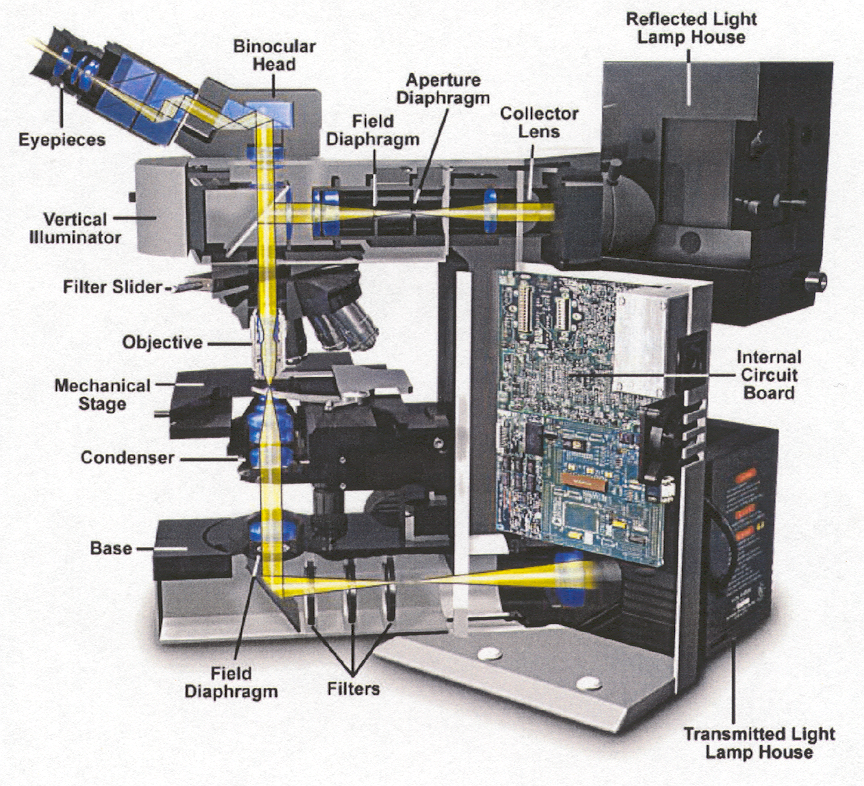 Reflected Light
Lamp House
Binocular
Head
Aperture
Diaphragm
Collector
Lens
Field
Diaphragm
Eyepieces
Vertical
Illuminator
Filter Slider
Objective
Internal
Circuit
Board
Mechanical
Stage
Condenser
Base
Field
Diaphragm
Filters
Transmitted Light
Lamp House